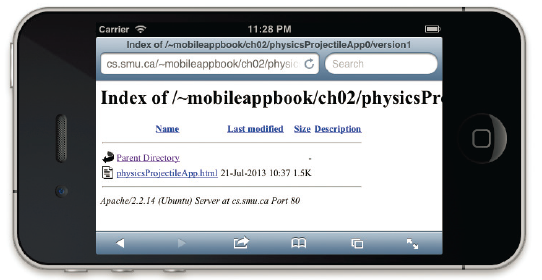 Carrier 11:28 PM
Index of /~mobileappbook/ch02/physicsProjectileApp0/version1
cs.smu.ca/~mobileappbook/ch02/physic Search
Index of /~mobileappbook/ch02/physicsPr
Name Last modified Size Description
Parent Directory -
physicsProjectileApp.html 21-Jul-2013 10:37 1.5K
Apache/2.2.14 (Ubuntu) Server at cs.smu.ca Port 80